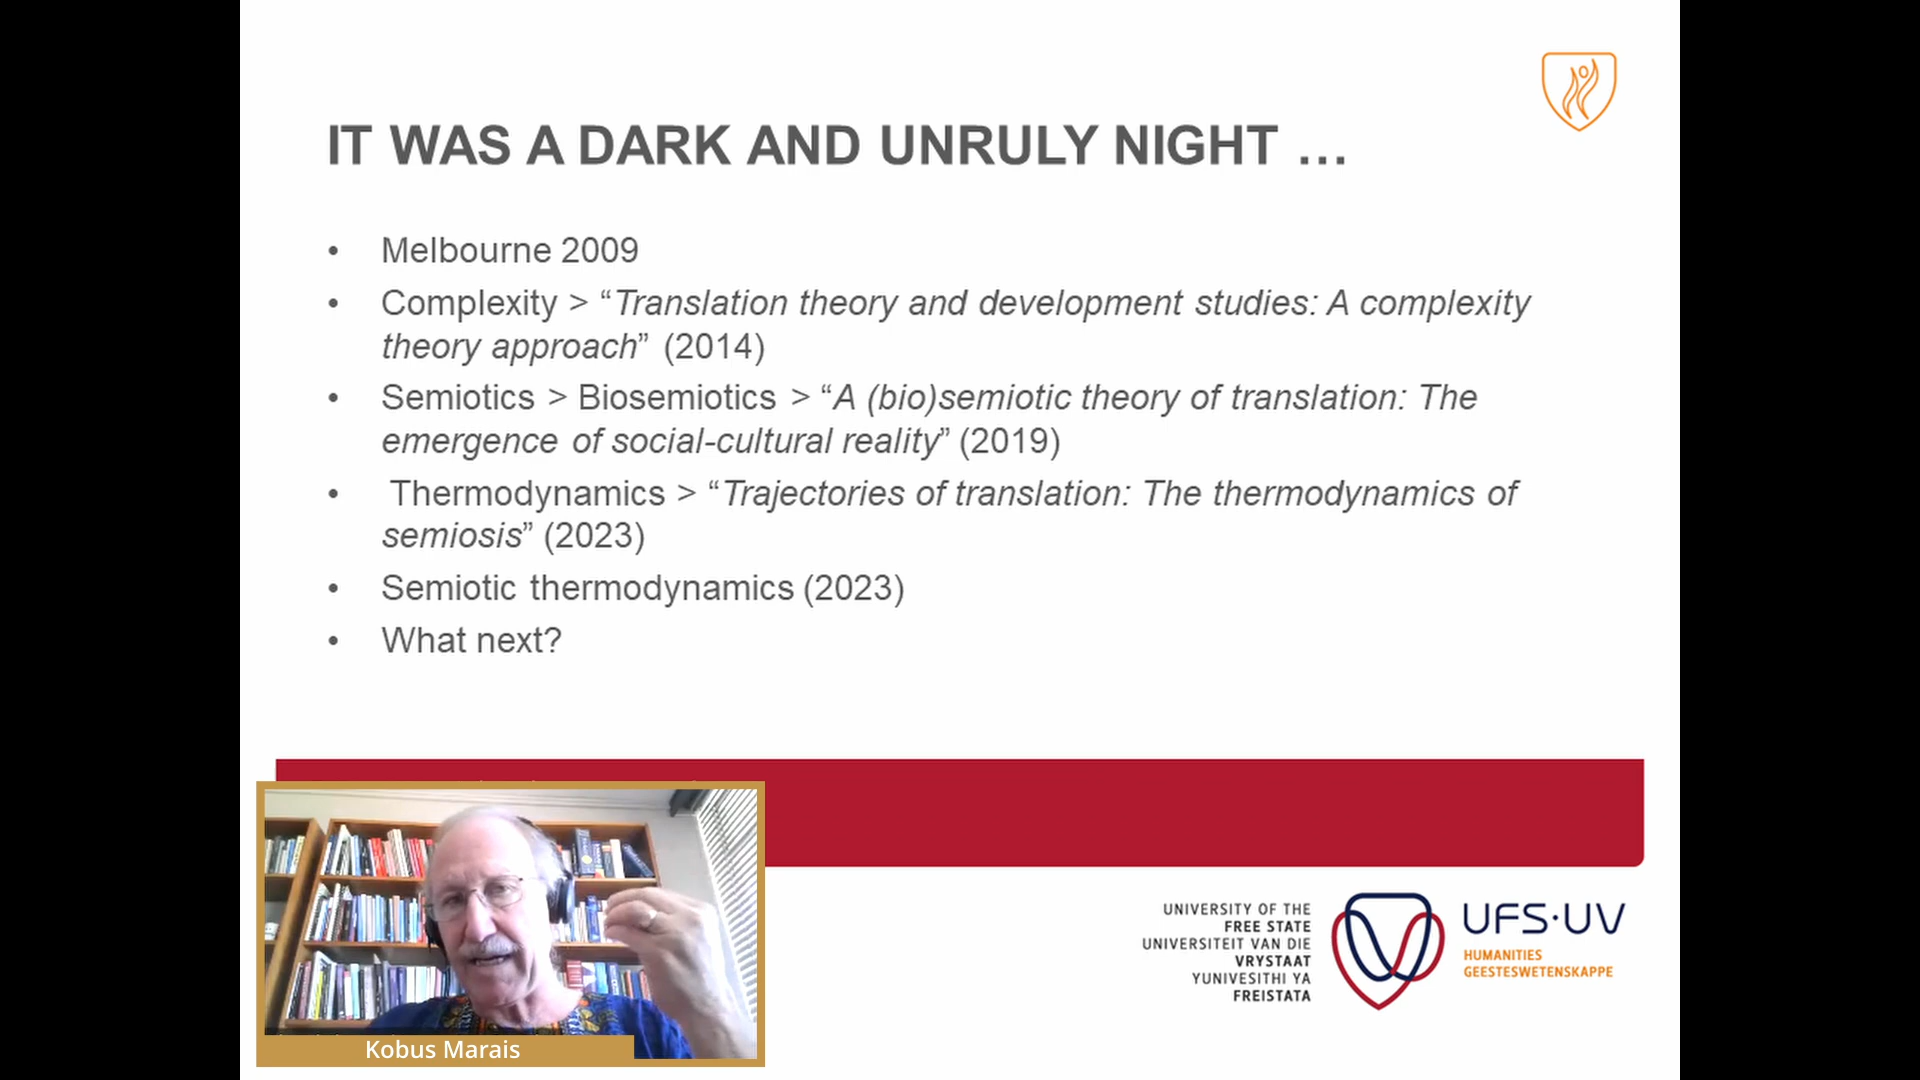 IT WAS A DARK AND UNRULY NIGHT …
• Melbourne 2009
• Complexity > “Translation theory and development studies: A complexity
theory approach” (2014)
• Semiotics > Biosemiotics > “A (bio)semiotic theory of translation: The
emergence of social-cultural reality” (2019)
• Thermodynamics > “Trajectories of translation: The thermodynamics of
semiosis” (2023)
• Semiotic thermodynamics (2023)
• What next?
Kobus Marais
UNIVERSITY OF THE
FREE STATE
UNIVERSITEIT VAN DIE
VRYSTAAT
YUNIVESITHI YA
FREISTATA
UFS·UV
HUMANITIES
GEESTESWETENSKAPPE